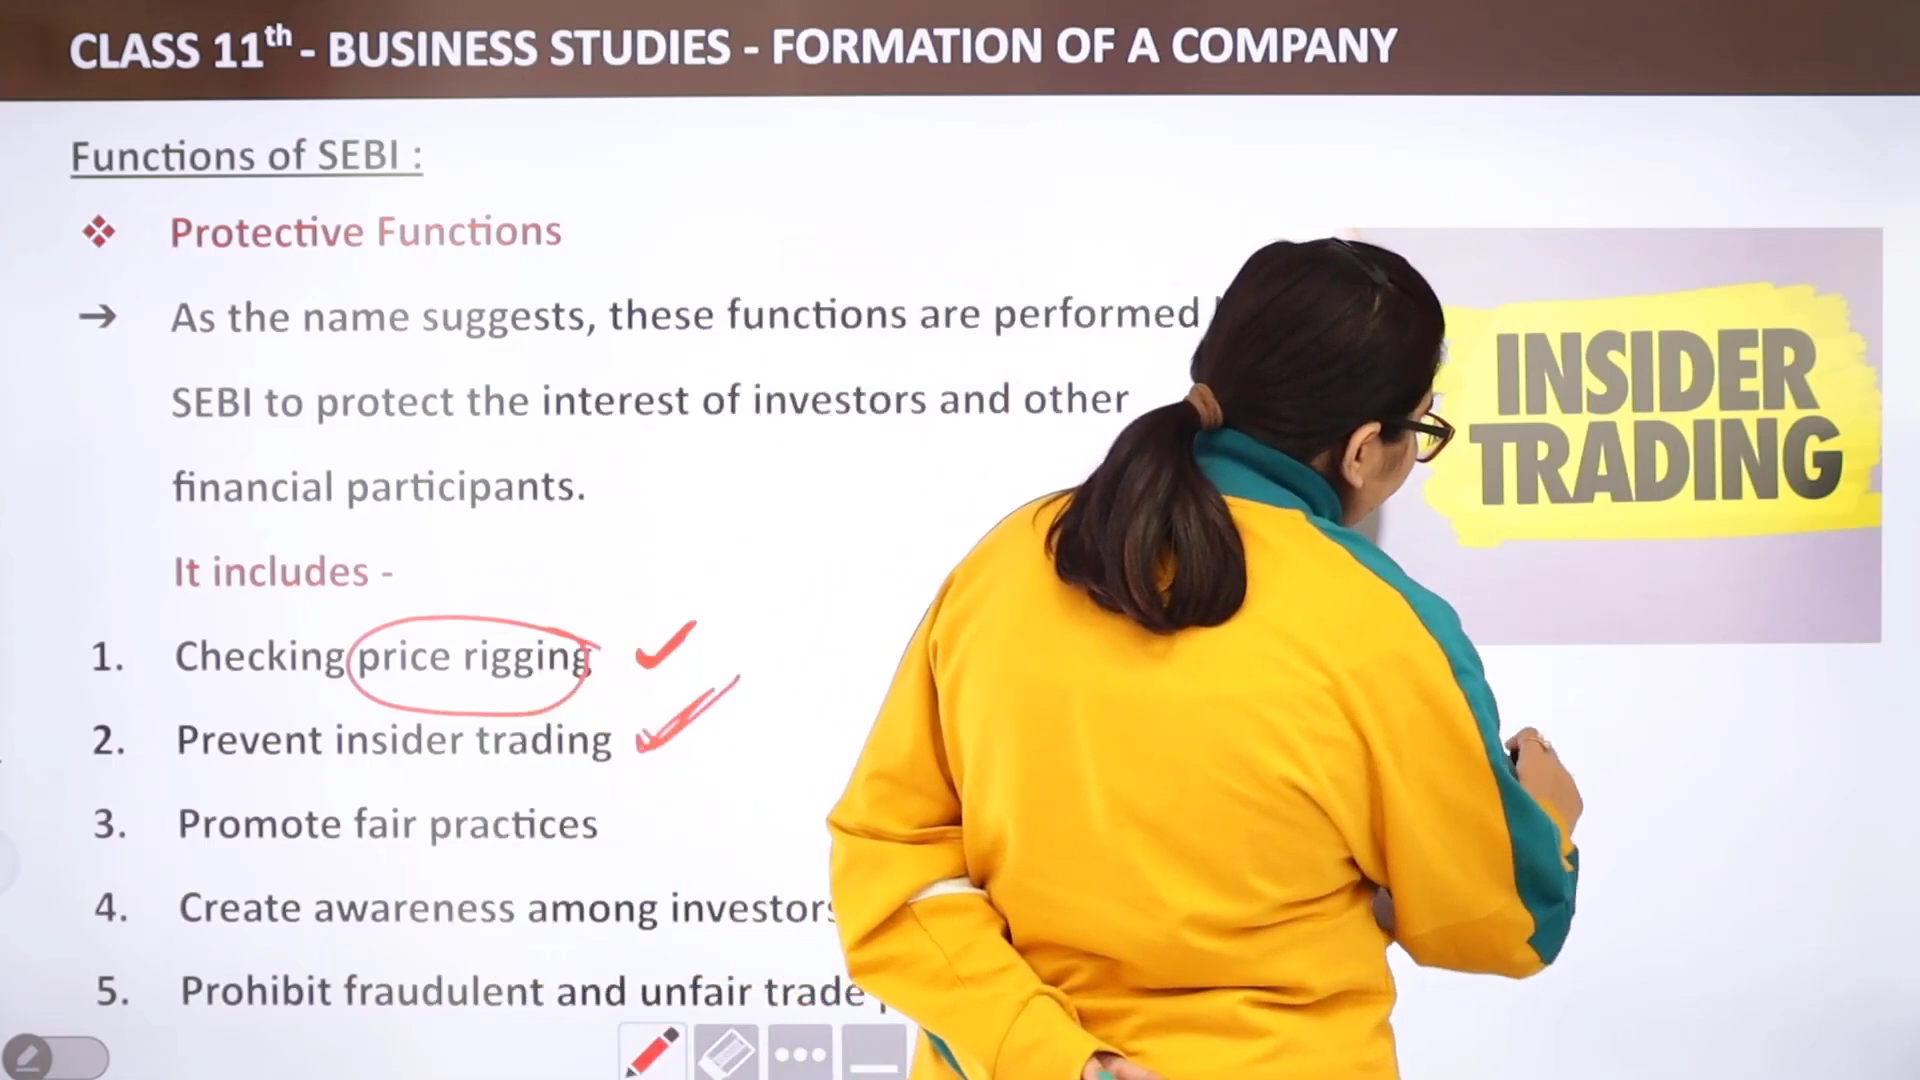 CLASS 11th - BUSINESS STUDIES - FORMATION OF A COMPANY
Functions of SEBI :
❖ Protective Functions
➔ As the name suggests, these functions are performed
SEBI to protect the interest of investors and other
financial participants.
It includes -
1. Checking price rigging
2. Prevent insider trading
3. Promote fair practices
4. Create awareness among investors
5. Prohibit fraudulent and unfair trade
INSIDER
TRADING